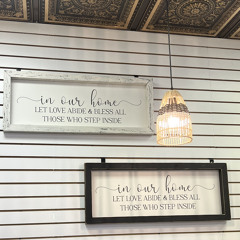 in our home
LET LOVE ABIDE & BLESS ALL
THOSE WHO STEP INSIDE
in our home
LET LOVE ABIDE & BLESS ALL
THOSE WHO STEP INSIDE